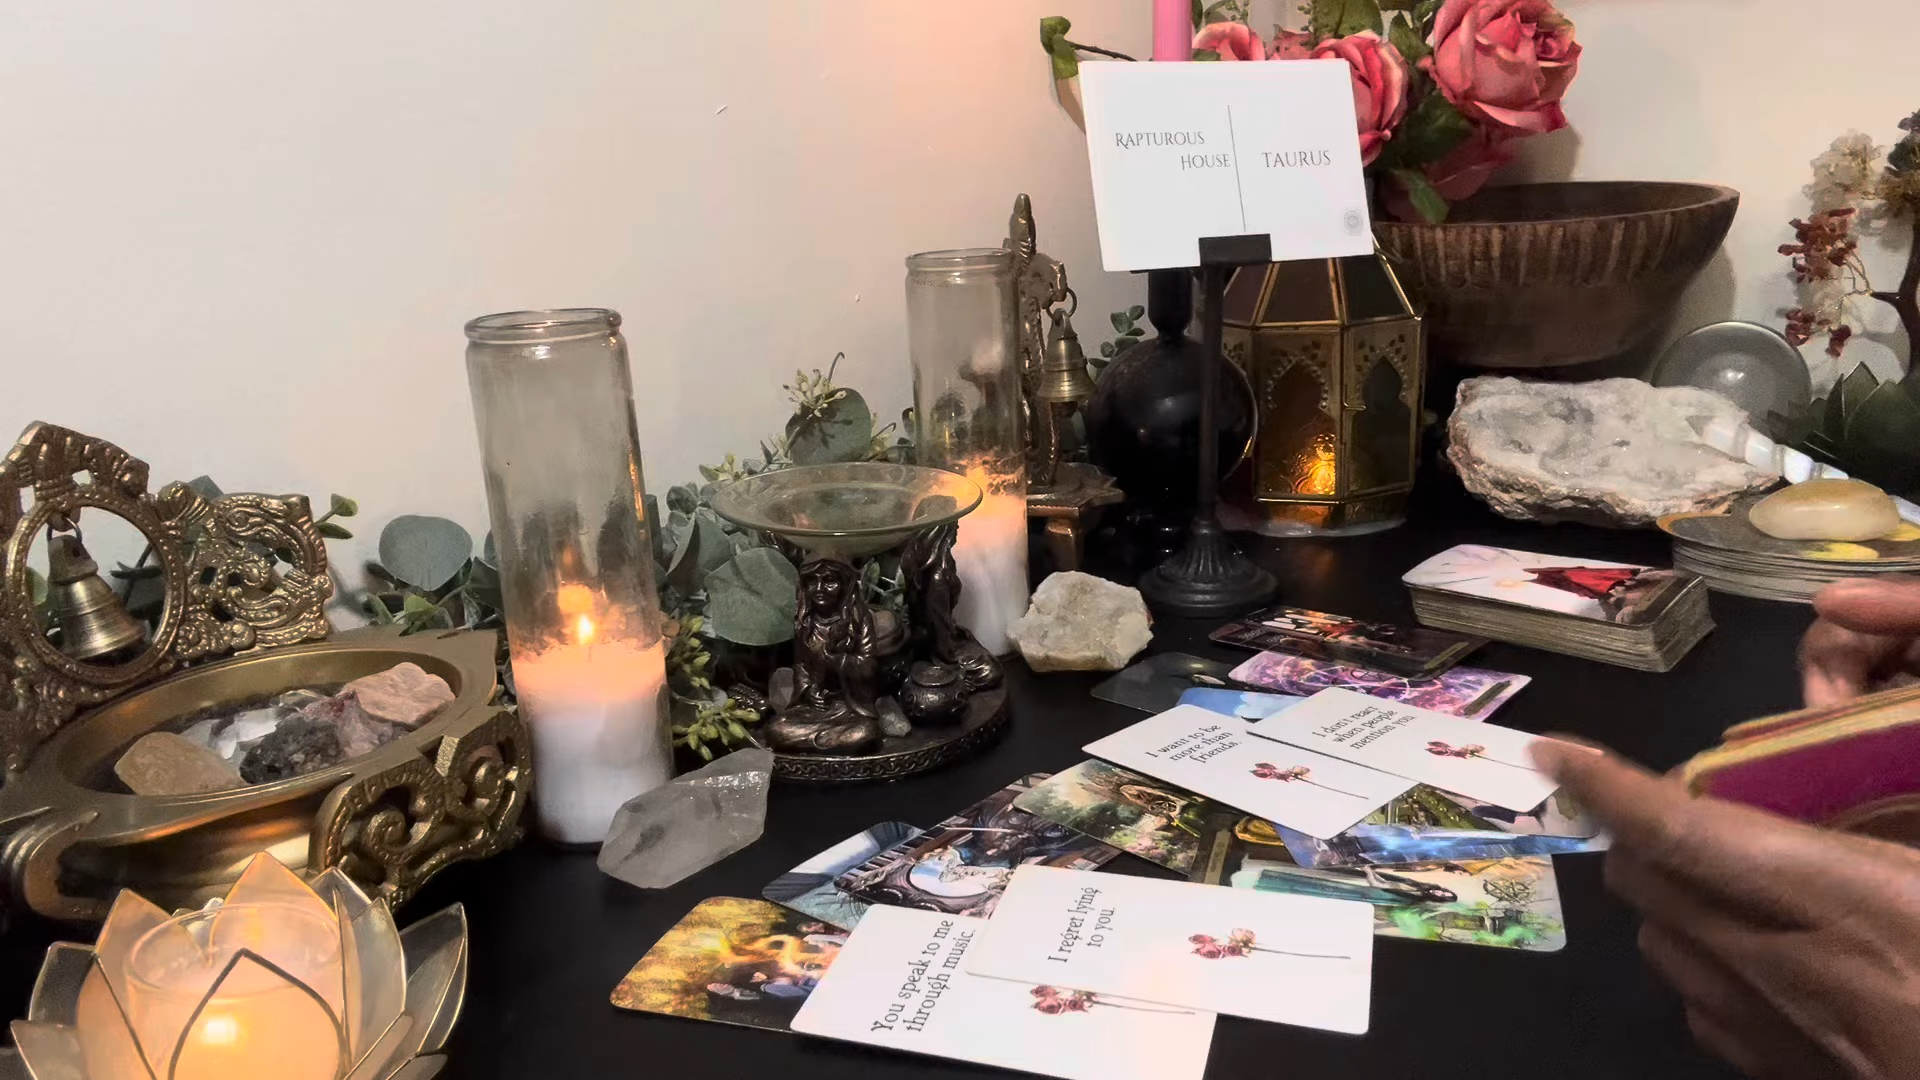 RAPTUROUS
HOUSE
TAURUS
I want to be
more than
friends.
I don't react
when people
mention you.
I regret lying
to you.
You speak to me
through music.